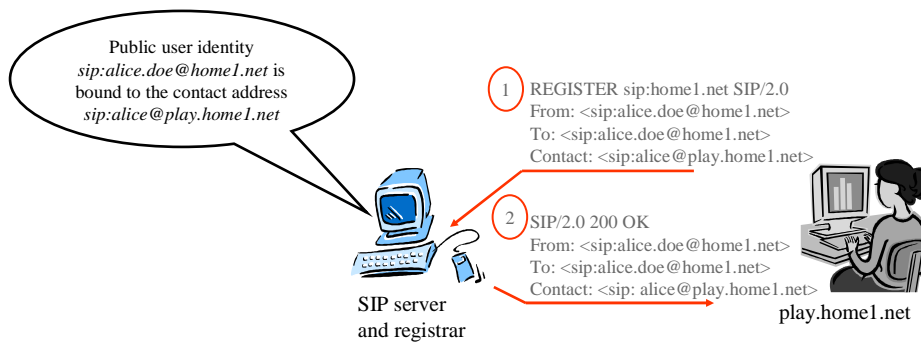 Public user identity
sip:alice.doe@home1.net is
bound to the contact address
sip:alice@play.home1.net
1
REGISTER sip:home1.net SIP/2.0
From: <sip:alice.doe@home1.net>
To: <sip:alice.doe@home1.net>
Contact: <sip:alice@play.home1.net>
2
SIP/2.0 200 OK
From: <sip:alice.doe@home1.net>
To: <sip:alice.doe@home1.net>
Contact: <sip: alice@play.home1.net>
SIP server
and registrar
play.home1.net